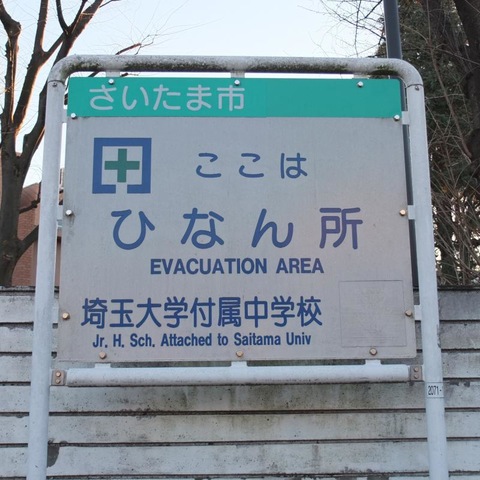 さいたま市
ここは
ひなん所
EVACUATION AREA
埼玉大学付属中学校
Jr. H. Sch. Attached to Saitama Univ
2071-